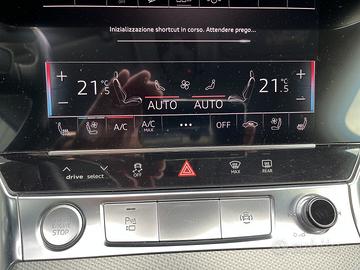 Inizializzazione shortcut in corso. Attendere prego...
+ +
21.5 °C 21.5 °C
AUTO AUTO
- -
A/C A/C MAX ... OFF
drive select OFF MAX REAR
ENGINE START STOP
P